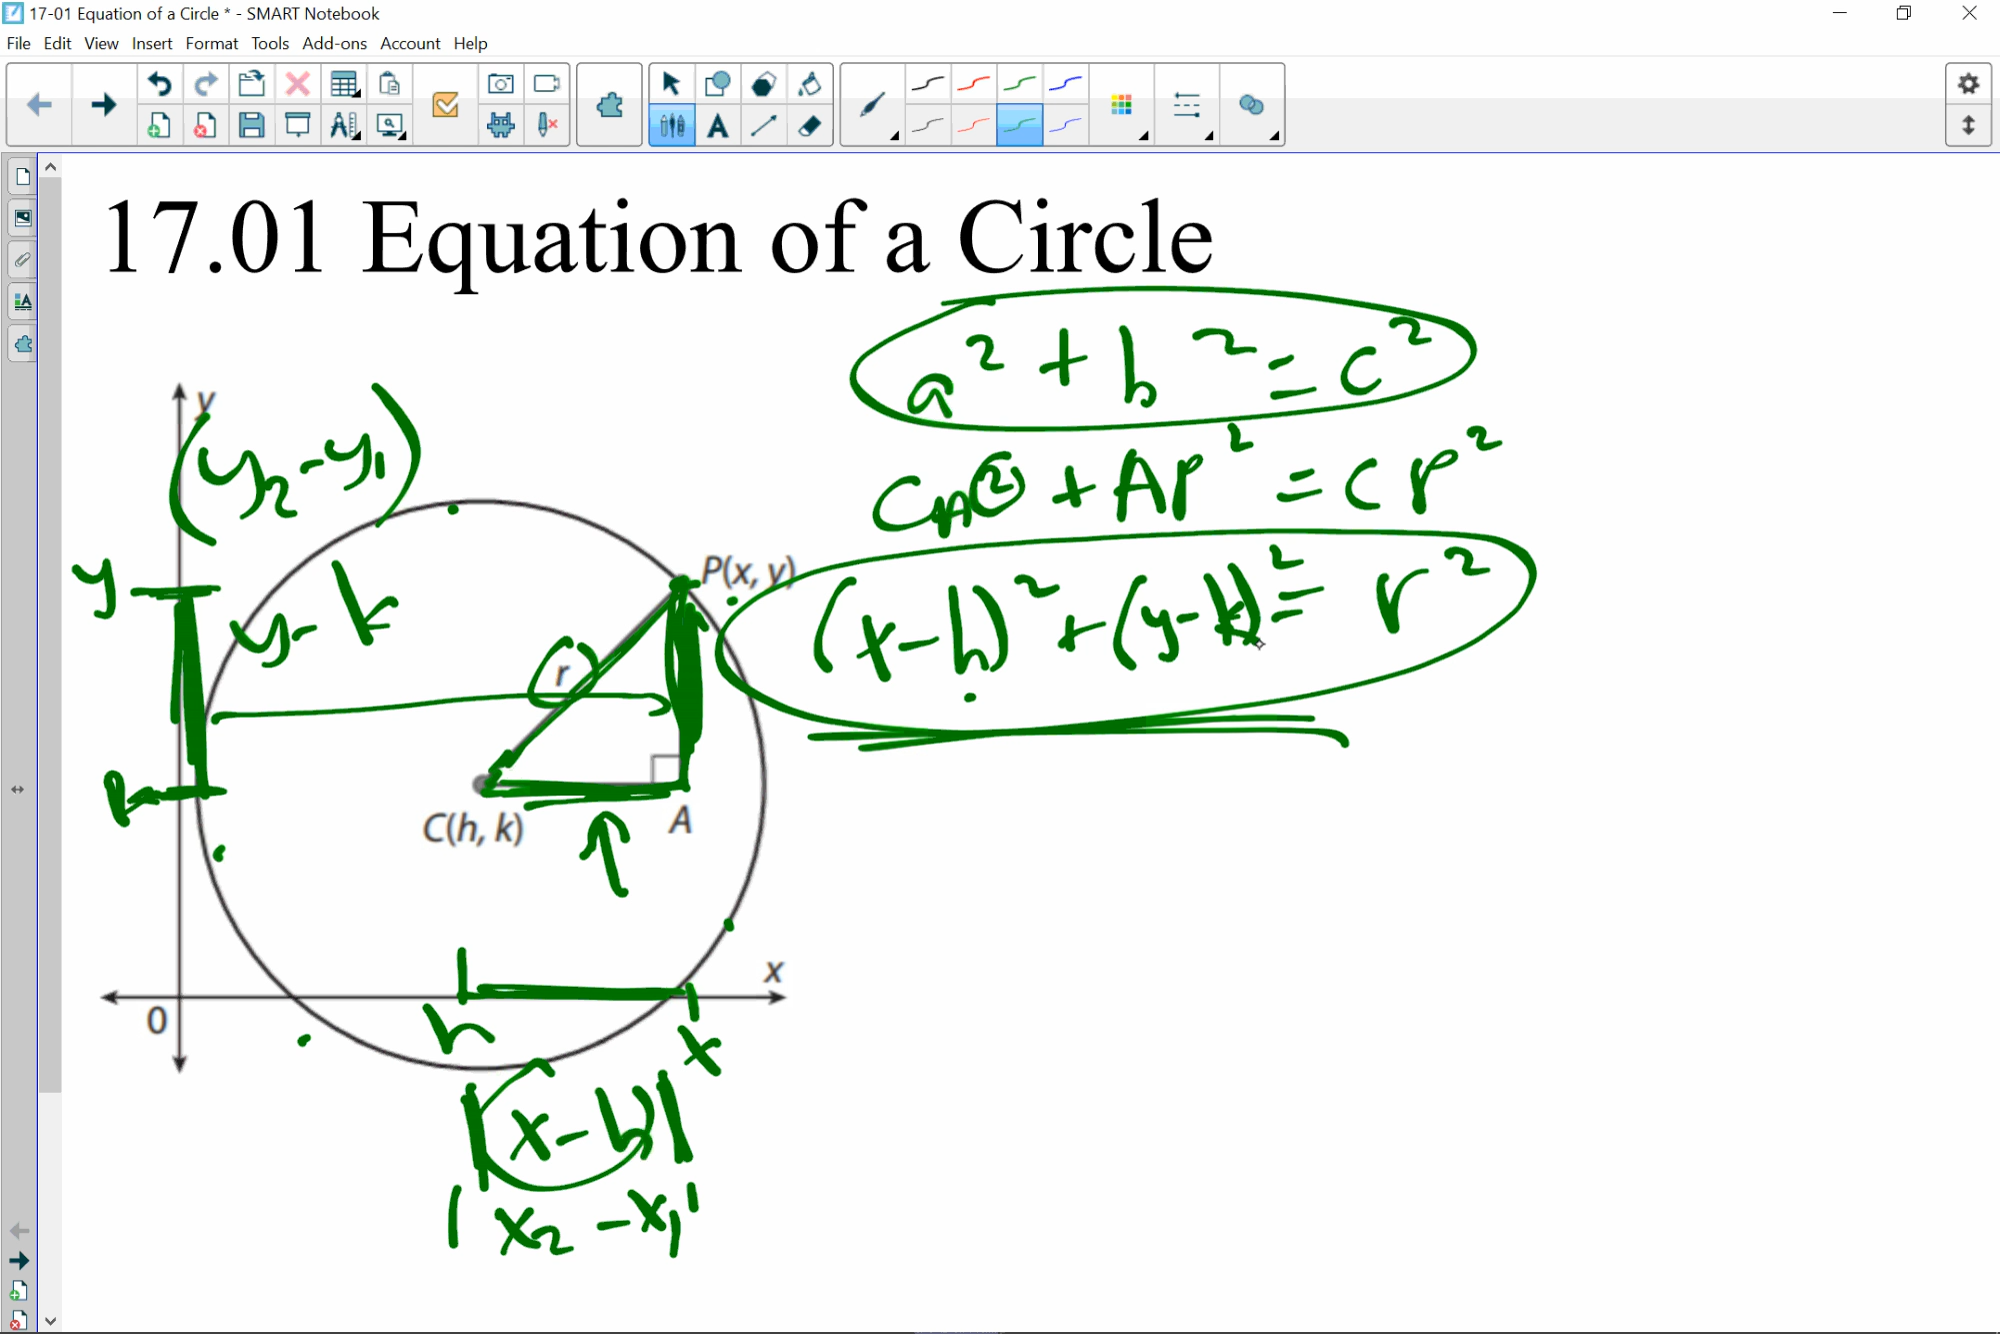 17-01 Equation of a Circle * - SMART Notebook
File Edit View Insert Format Tools Add-ons Account Help
17.01 Equation of a Circle
a² + b² = c²
y
(y₂ - y₁)
CA² + AP² = CP²
P(x, y)
y
y - k
(x - h)² + (y - k)² = r²
r
k
C(h, k)
A
x
0
h
x
|x - h|
|x₂ - x₁|